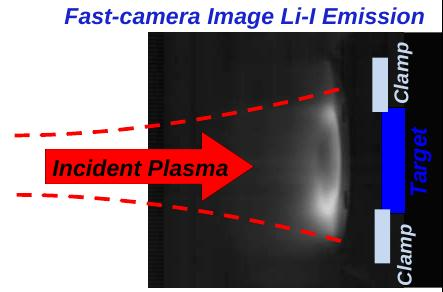 Fast-camera Image Li-I Emission
Clamp
Incident Plasma
Target
Clamp